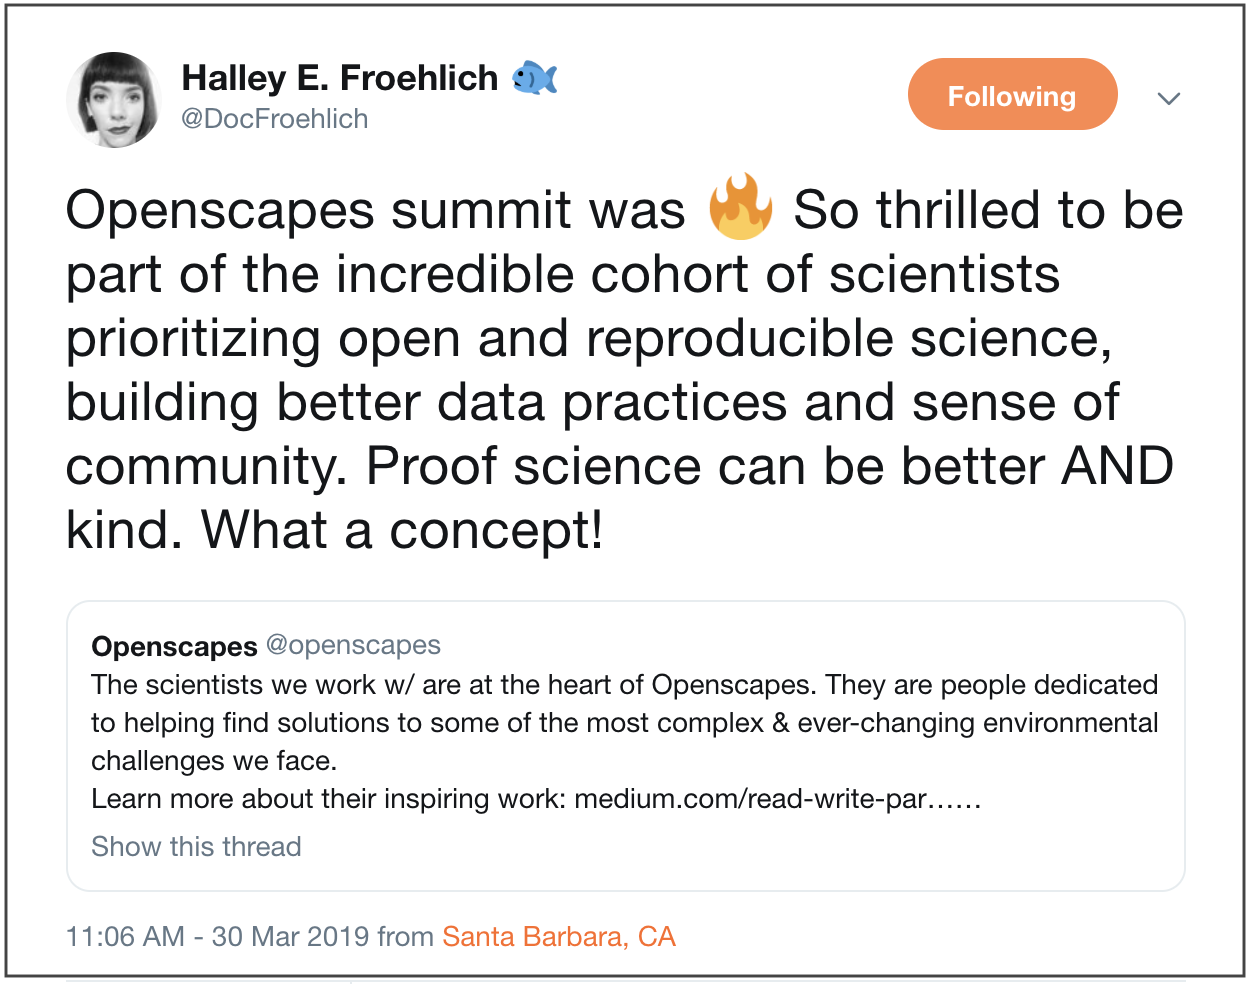 Halley E. Froehlich 🐟
@DocFroehlich
Following
Openscapes summit was 🔥 So thrilled to be
part of the incredible cohort of scientists
prioritizing open and reproducible science,
building better data practices and sense of
community. Proof science can be better AND
kind. What a concept!
Openscapes @openscapes
The scientists we work w/ are at the heart of Openscapes. They are people dedicated
to helping find solutions to some of the most complex & ever-changing environmental
challenges we face.
Learn more about their inspiring work: medium.com/read-write-par……
Show this thread
11:06 AM - 30 Mar 2019 from Santa Barbara, CA